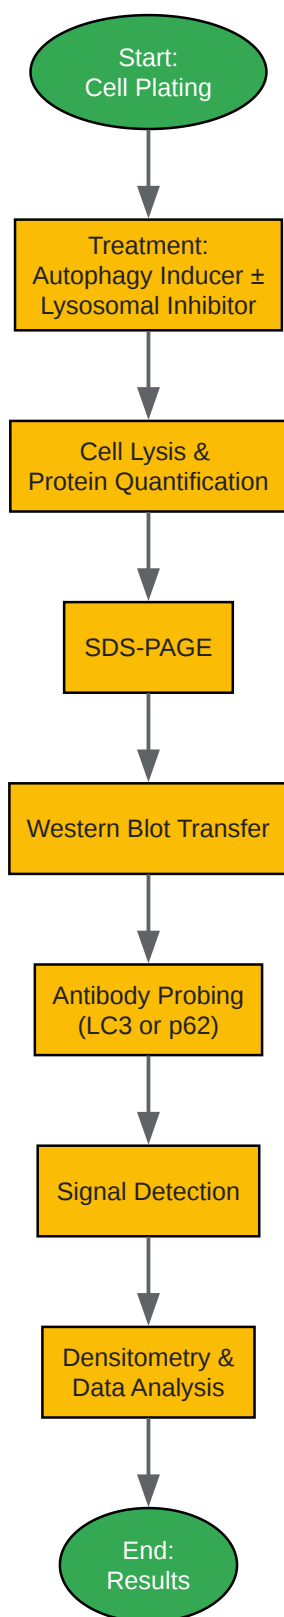 Start:
Cell Plating
Treatment:
Autophagy Inducer ±
Lysosomal Inhibitor
Cell Lysis &
Protein Quantification
SDS-PAGE
Western Blot Transfer
Antibody Probing
(LC3 or p62)
Signal Detection
Densitometry &
Data Analysis
End:
Results